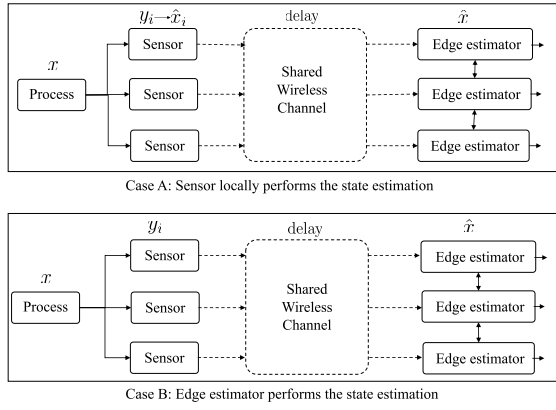 y_i→x̂_i
delay
x̂
x
Process
Sensor
Sensor
Sensor
Shared
Wireless
Channel
Edge estimator
Edge estimator
Edge estimator
Case A: Sensor locally performs the state estimation
y_i
delay
x̂
x
Process
Sensor
Sensor
Sensor
Shared
Wireless
Channel
Edge estimator
Edge estimator
Edge estimator
Case B: Edge estimator performs the state estimation